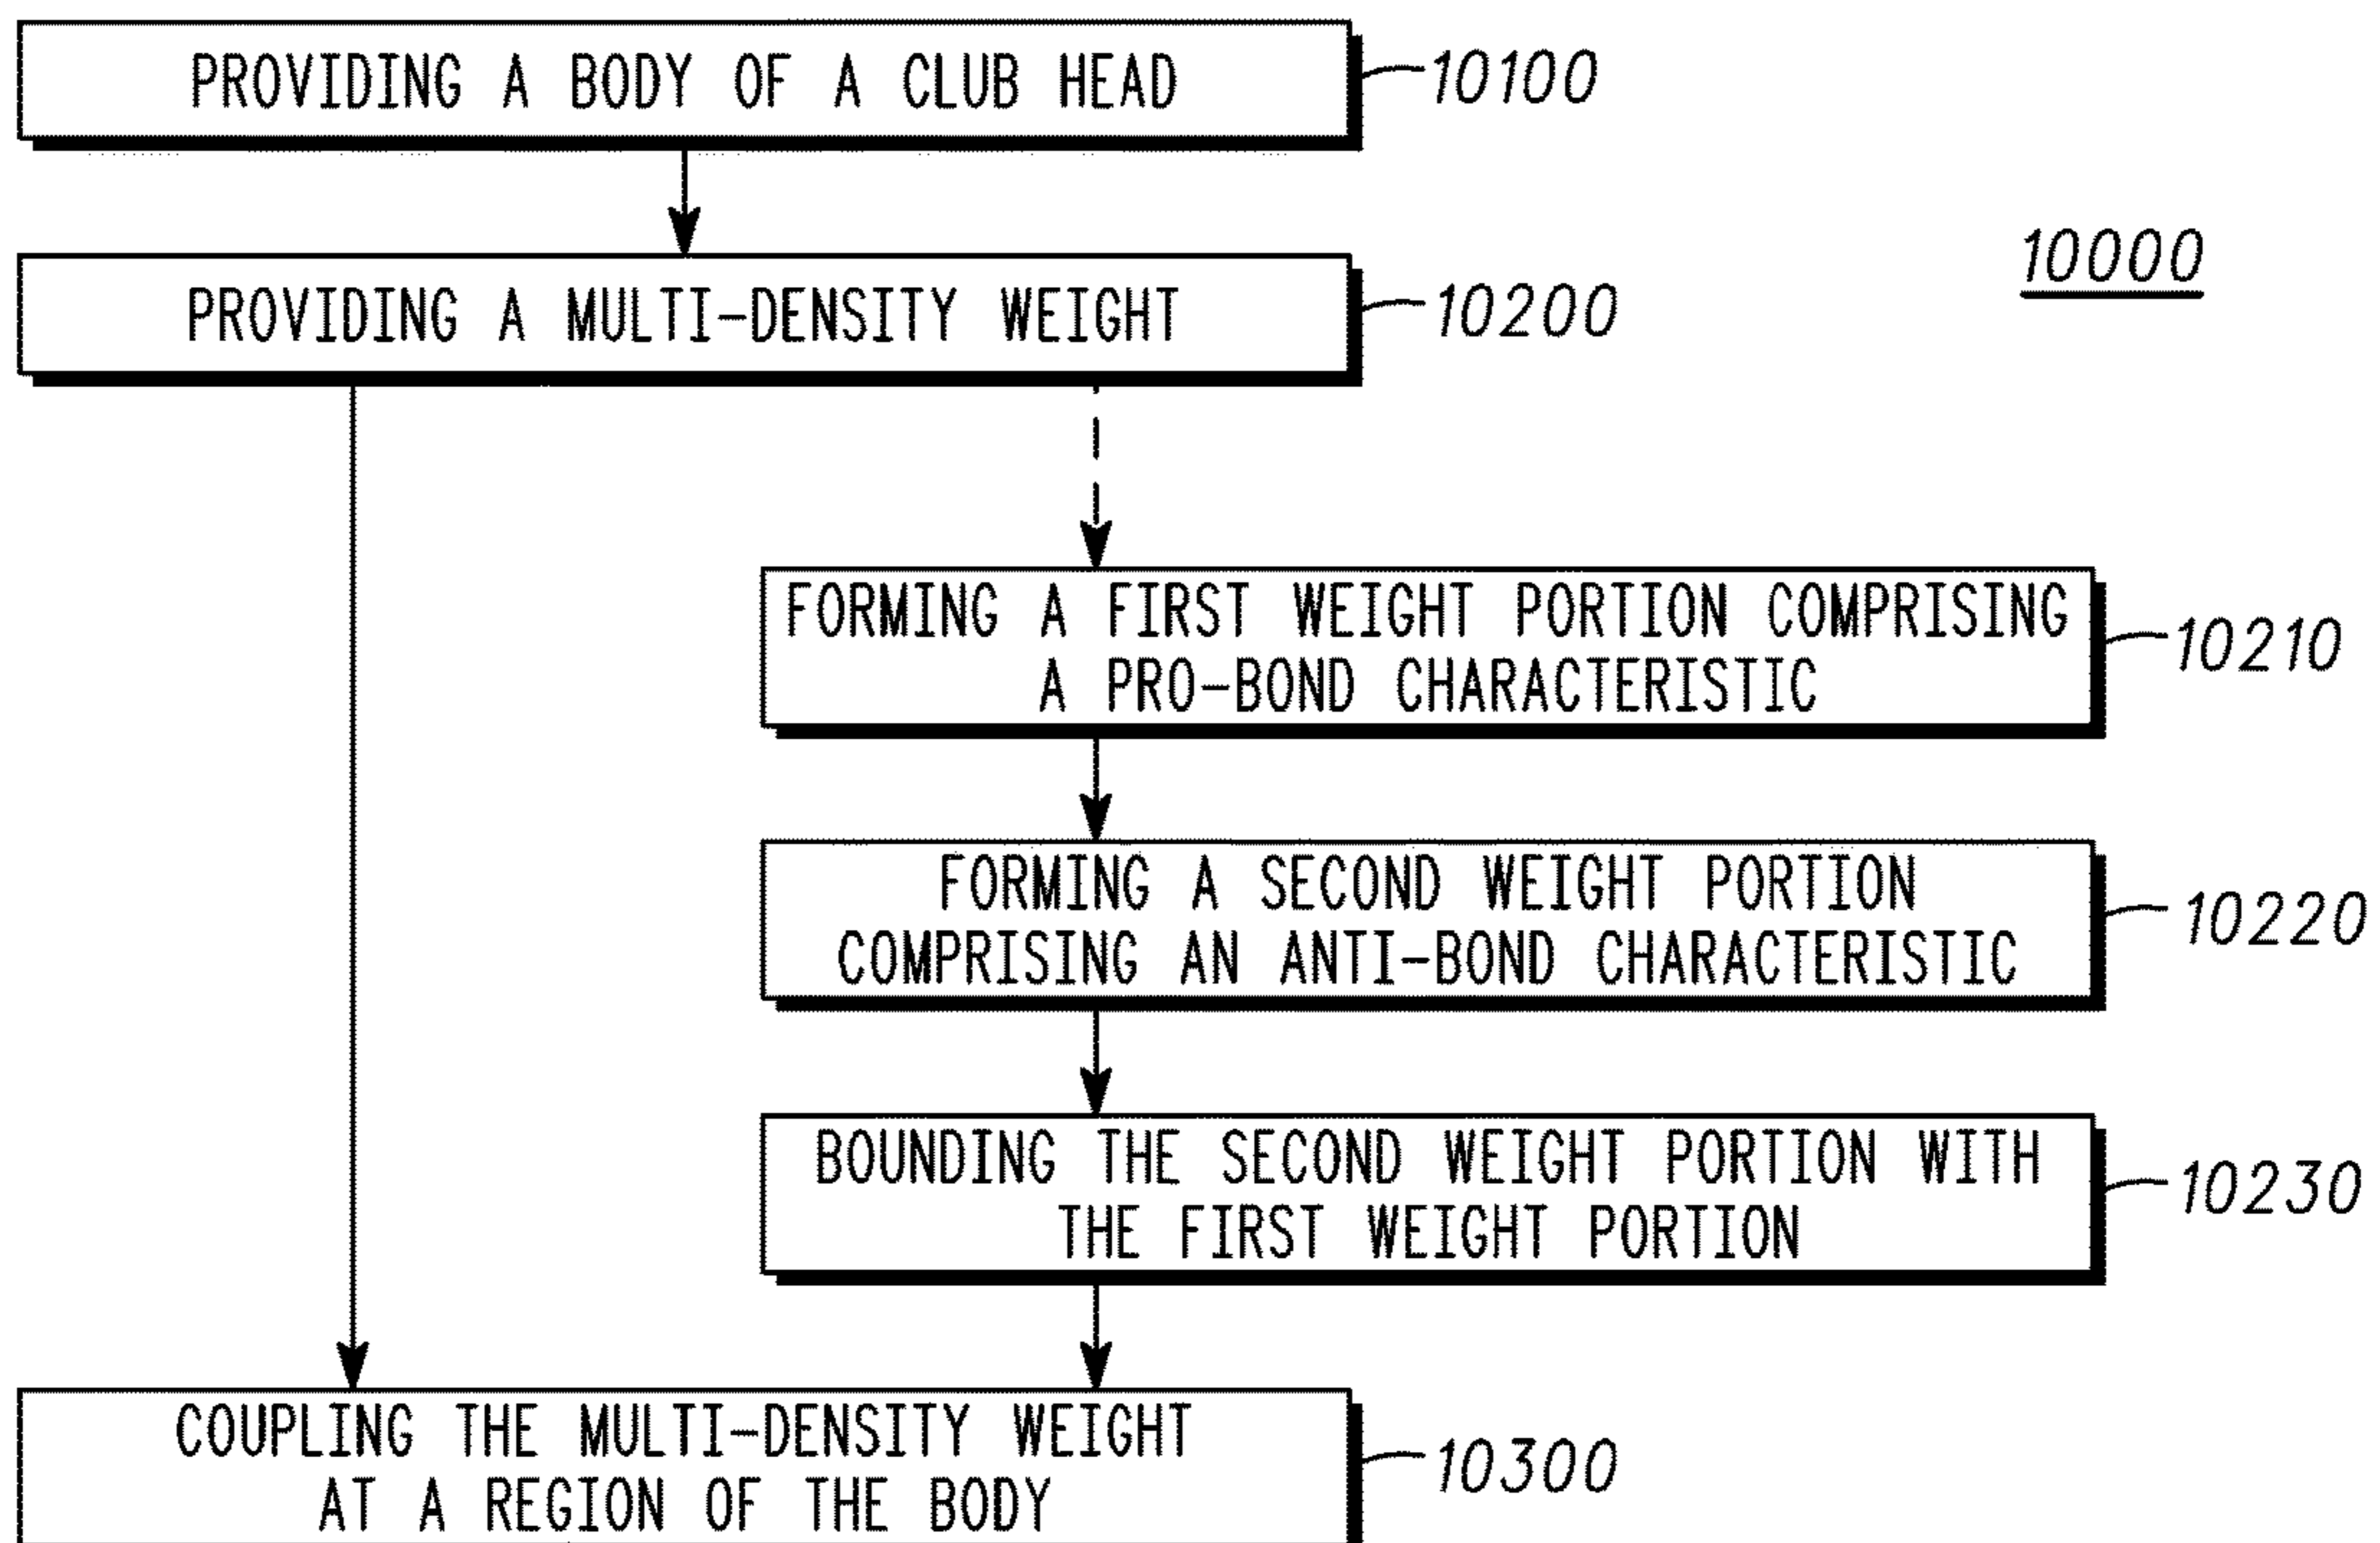 PROVIDING A BODY OF A CLUB HEAD
10100
PROVIDING A MULTI-DENSITY WEIGHT
10200
10000
FORMING A FIRST WEIGHT PORTION COMPRISING
A PRO-BOND CHARACTERISTIC
10210
FORMING A SECOND WEIGHT PORTION
COMPRISING AN ANTI-BOND CHARACTERISTIC
10220
BOUNDING THE SECOND WEIGHT PORTION WITH
THE FIRST WEIGHT PORTION
10230
COUPLING THE MULTI-DENSITY WEIGHT
AT A REGION OF THE BODY
10300